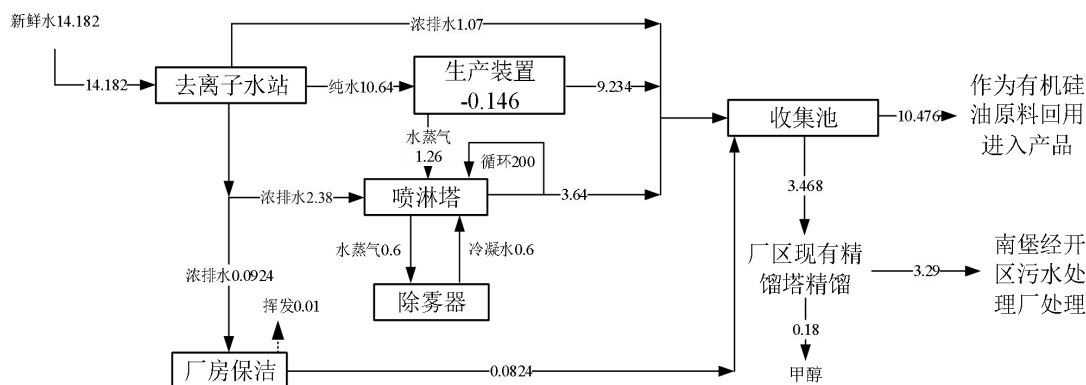 新鲜水14.182
浓排水1.07
14.182
去离子水站
纯水10.64
生产装置
-0.146
9.234
收集池
10.476
作为有机硅
油原料回用
进入产品
水蒸气
1.26
循环200
浓排水2.38
喷淋塔
3.64
3.468
水蒸气0.6
冷凝水0.6
浓排水0.0924
除雾器
厂区现有精
馏塔精馏
3.29
南堡经开
区污水处
理厂处理
挥发0.01
0.18
厂房保洁
0.0824
甲醇